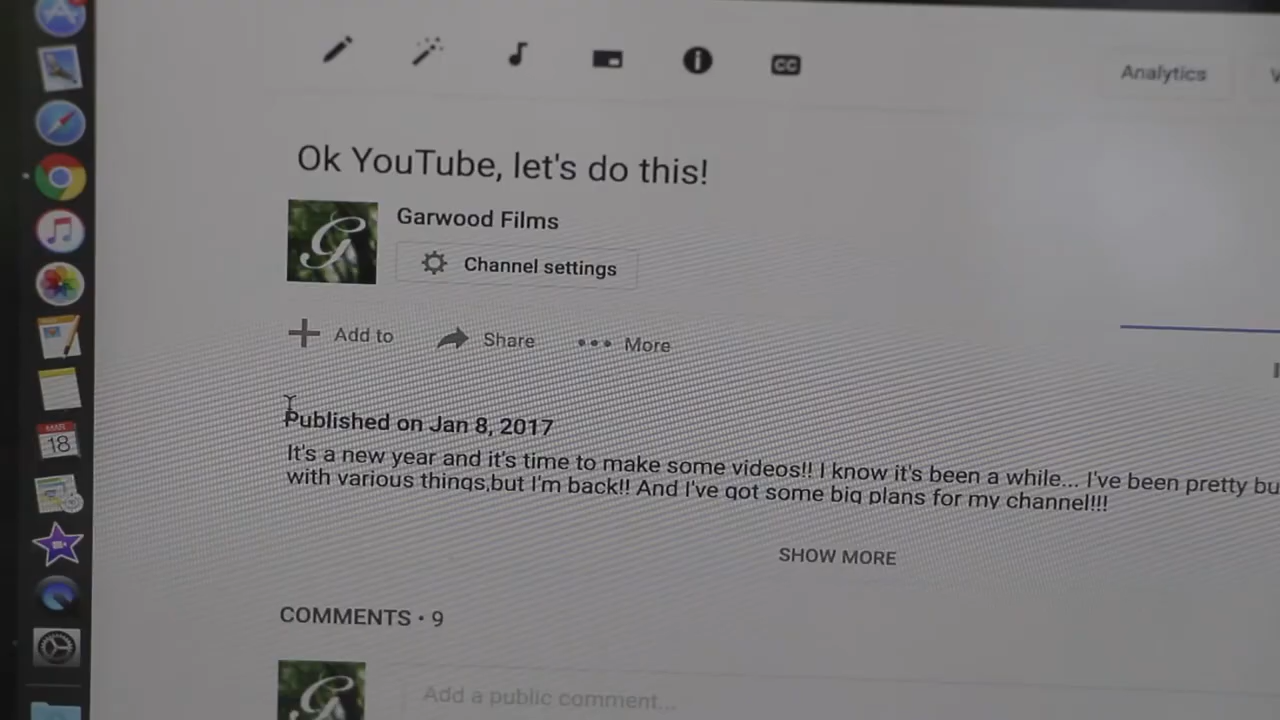 CC
Analytics
Ok YouTube, let's do this!
G
Garwood Films
Channel settings
Add to
Share
More
Published on Jan 8, 2017
It's a new year and it's time to make some videos!! I know it's been a while... I've been pretty bu
with various things,but I'm back!! And I've got some big plans for my channel!!!
SHOW MORE
COMMENTS • 9
Add a public comment...
MAR
18